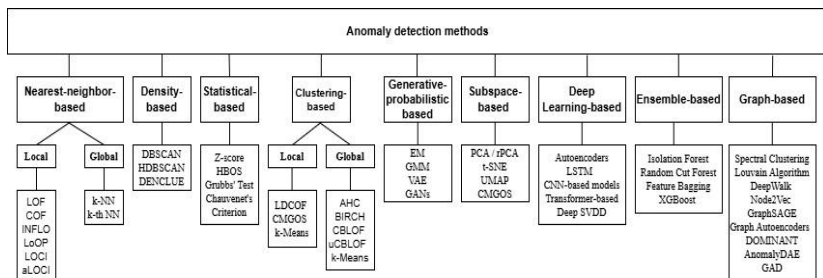 Anomaly detection methods
Nearest-neighbor-
based
Density-
based
Statistical-
based
Clustering-
based
Generative-
probabilistic
based
Subspace-
based
Deep
Learning-based
Ensemble-based
Graph-based
Local
Global
LOF
COF
INFLO
LoOP
LOCI
aLOCI
k-NN
k-th NN
DBSCAN
HDBSCAN
DENCLUE
Z-score
HBOS
Grubbs' Test
Chauvenet's
Criterion
Local
Global
LDCOF
CMGOS
k-Means
AHC
BIRCH
CBLOF
uCBLOF
k-Means
EM
GMM
VAE
GANs
PCA / rPCA
t-SNE
UMAP
CMGOS
Autoencoders
LSTM
CNN-based models
Transformer-based
Deep SVDD
Isolation Forest
Random Cut Forest
Feature Bagging
XGBoost
Spectral Clustering
Louvain Algorithm
DeepWalk
Node2Vec
GraphSAGE
Graph Autoencoders
DOMINANT
AnomalyDAE
GAD